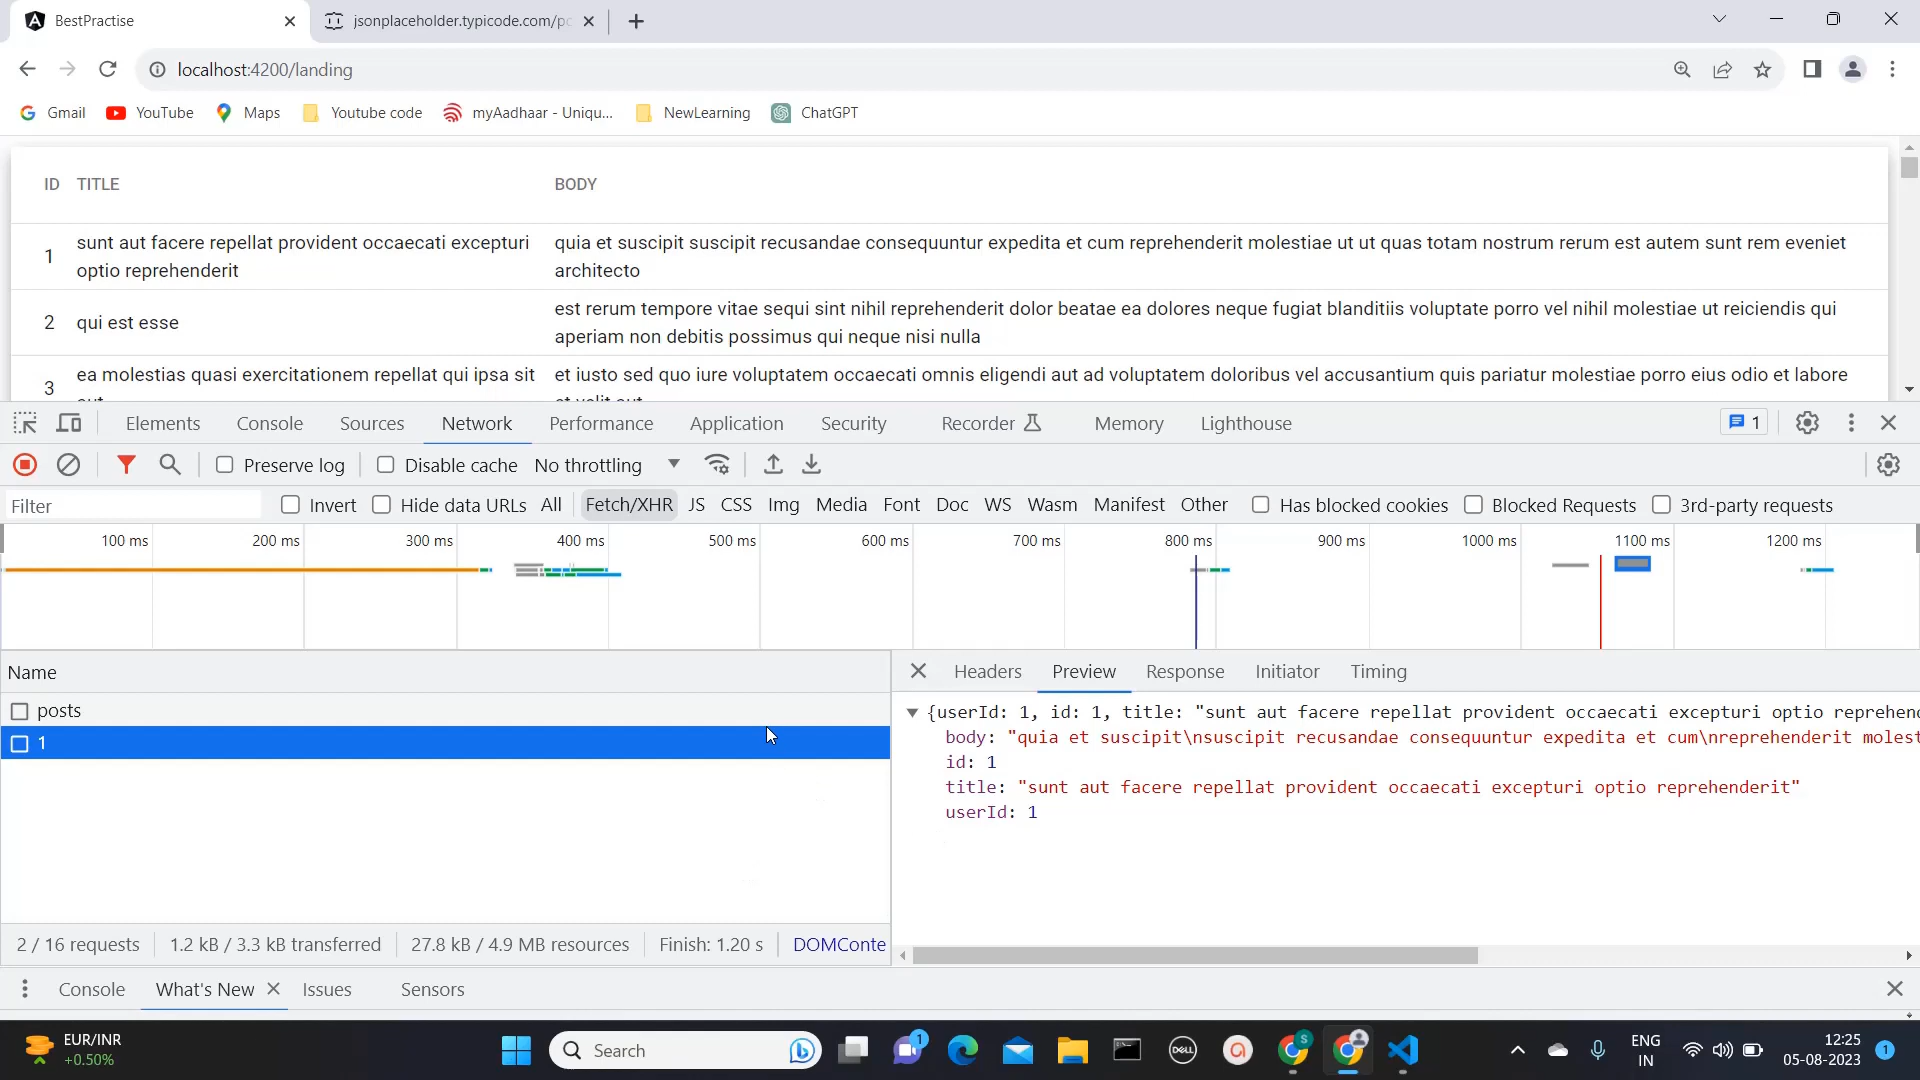 BestPractise
jsonplaceholder.typicode.com/po
localhost:4200/landing
Gmail YouTube Maps Youtube code myAadhaar - Uniqu... NewLearning ChatGPT
ID TITLE BODY
1 sunt aut facere repellat provident occaecati excepturi quia et suscipit suscipit recusandae consequuntur expedita et cum reprehenderit molestiae ut ut quas totam nostrum rerum est autem sunt rem eveniet
optio reprehenderit architecto
2 qui est esse est rerum tempore vitae sequi sint nihil reprehenderit dolor beatae ea dolores neque fugiat blanditiis voluptate porro vel nihil molestiae ut reiciendis qui
aperiam non debitis possimus qui neque nisi nulla
3 ea molestias quasi exercitationem repellat qui ipsa sit et iusto sed quo iure voluptatem occaecati omnis eligendi aut ad voluptatem doloribus vel accusantium quis pariatur molestiae porro eius odio et labore
Elements Console Sources Network Performance Application Security Recorder Memory Lighthouse 1
Preserve log Disable cache No throttling
Filter Invert Hide data URLs All Fetch/XHR JS CSS Img Media Font Doc WS Wasm Manifest Other Has blocked cookies Blocked Requests 3rd-party requests
100 ms 200 ms 300 ms 400 ms 500 ms 600 ms 700 ms 800 ms 900 ms 1000 ms 1100 ms 1200 ms
Name
posts
1
Headers Preview Response Initiator Timing
{userId: 1, id: 1, title: "sunt aut facere repellat provident occaecati excepturi optio reprehen
body: "quia et suscipit\nsuscipit recusandae consequuntur expedita et cum\nreprehenderit molest
id: 1
title: "sunt aut facere repellat provident occaecati excepturi optio reprehenderit"
userId: 1
2 / 16 requests 1.2 kB / 3.3 kB transferred 27.8 kB / 4.9 MB resources Finish: 1.20 s DOMConte
Console What's New Issues Sensors
EUR/INR
+0.50%
Search
1
DELL
S
ENG
IN
12:25
05-08-2023
1